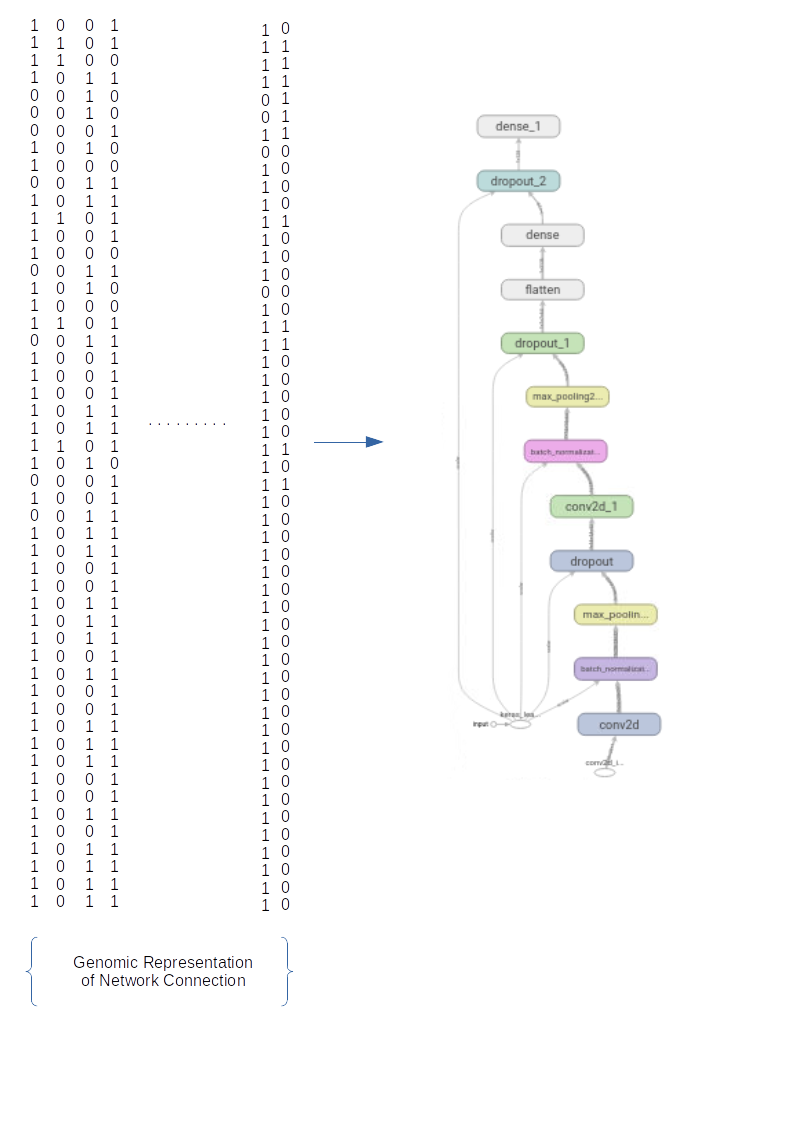 1 0 0 1 1 0
1 1 0 1 1 1
1 1 0 0 1 1
1 0 1 1 1 1
0 0 1 0 0 1
0 0 1 0 0 1
0 0 0 1 1 1
1 0 1 0 0 0
1 0 0 0 1 0
0 0 1 1 1 0
1 0 1 1 1 0
1 1 0 1 1 1
1 0 0 1 1 0
1 0 0 0 1 0
0 0 1 1 1 0
1 0 1 0 0 0
1 0 0 0 1 0
1 1 0 1 1 1
0 0 1 1 1 1
1 0 0 1 1 0
1 0 0 1 1 0
1 0 0 1 1 0
1 0 1 1 1 0
1 0 1 1 ......... 1 0
1 1 0 1 1 1
1 0 1 0 1 0
0 0 0 1 1 1
1 0 0 1 1 0
0 0 1 1 1 0
1 0 1 1 1 0
1 0 1 1 1 0
1 0 0 1 1 0
1 0 0 1 1 0
1 0 1 1 1 0
1 0 1 1 1 0
1 0 1 1 1 0
1 0 0 1 1 0
1 0 1 1 1 0
1 0 0 1 1 0
1 0 0 1 1 0
1 0 1 1 1 0
1 0 1 1 1 0
1 0 1 1 1 0
1 0 0 1 1 0
1 0 0 1 1 0
1 0 1 1 1 0
1 0 0 1 1 0
1 0 1 1 1 0
1 0 1 1 1 0
1 0 1 1 1 0
1 0 1 1 1 0
Genomic Representation
of Network Connection
dense_1
dropout_2
dense
flatten
dropout_1
max_pooling2...
batch_normalizat...
conv2d_1
dropout
max_poolin...
batch_normalizat...
conv2d
input
conv2d_i...